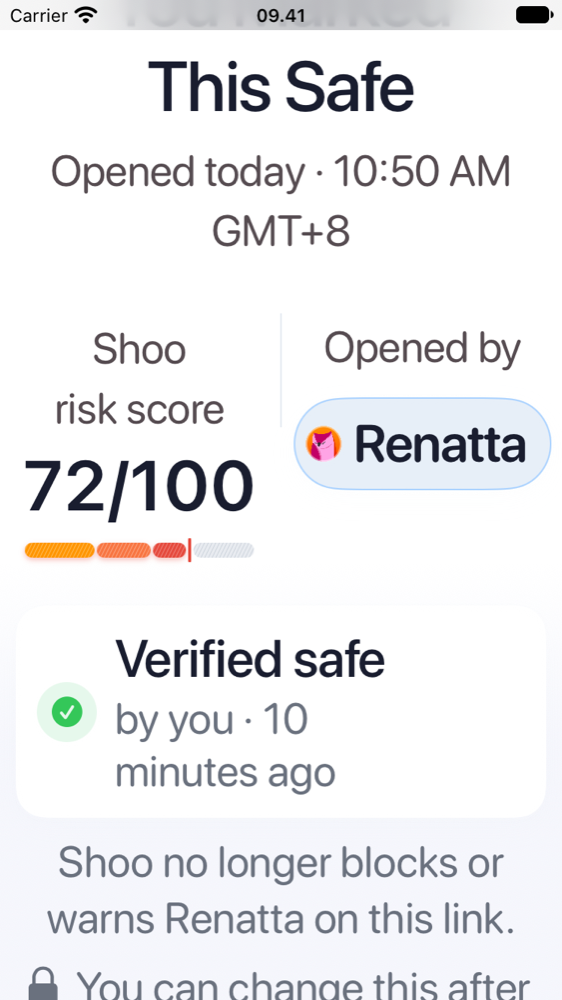 Carrier 09.41
You marked
This Safe
Opened today · 10:50 AM
GMT+8
Shoo
risk score
72/100
Opened by
Renatta
Verified safe
by you · 10
minutes ago
Shoo no longer blocks or
warns Renatta on this link.
You can change this after